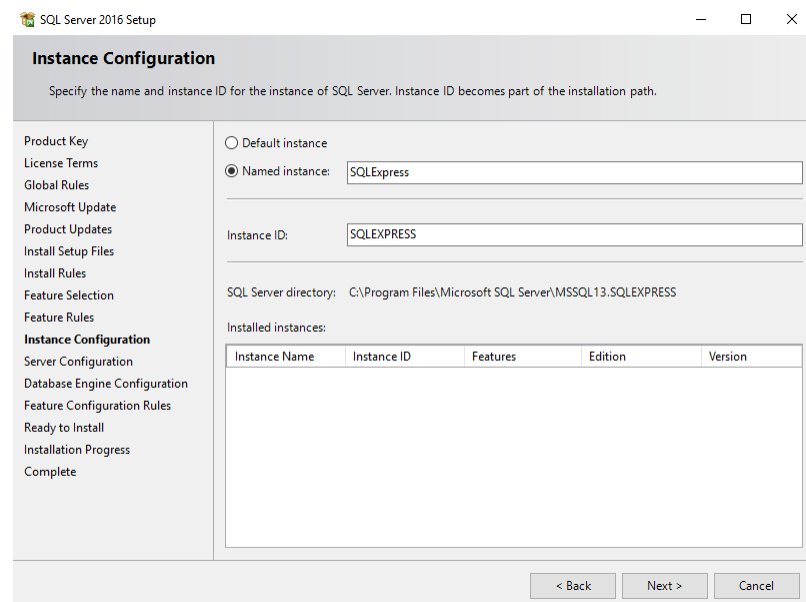 SQL Server 2016 Setup
Instance Configuration
Specify the name and instance ID for the instance of SQL Server. Instance ID becomes part of the installation path.
Product Key
License Terms
Global Rules
Microsoft Update
Product Updates
Install Setup Files
Install Rules
Feature Selection
Feature Rules
Instance Configuration
Server Configuration
Database Engine Configuration
Feature Configuration Rules
Ready to Install
Installation Progress
Complete
Default instance
Named instance: SQLExpress
Instance ID: SQLEXPRESS
SQL Server directory: C:\Program Files\Microsoft SQL Server\MSSQL13.SQLEXPRESS
Installed instances:
Instance Name Instance ID Features Edition Version
< Back Next > Cancel